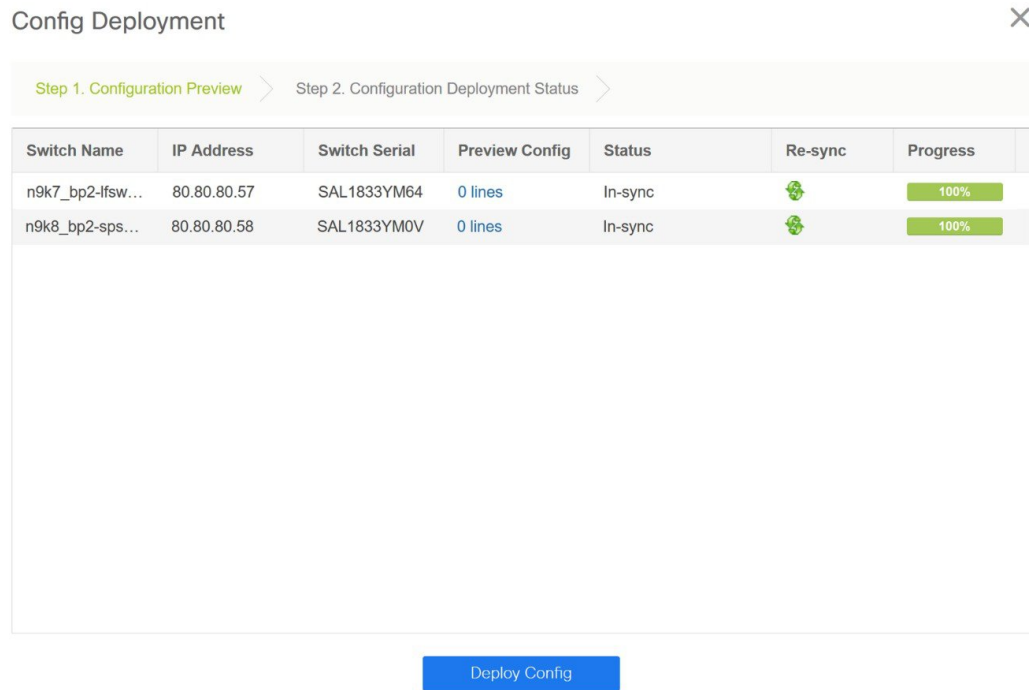 Config Deployment
Step 1. Configuration Preview Step 2. Configuration Deployment Status
Switch Name IP Address Switch Serial Preview Config Status Re-sync Progress
n9k7_bp2-lfsw... 80.80.80.57 SAL1833YM64 0 lines In-sync 100%
n9k8_bp2-sps... 80.80.80.58 SAL1833YM0V 0 lines In-sync 100%
Deploy Config